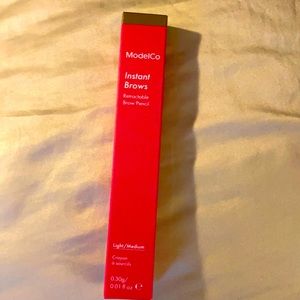 ModelCo
Instant
Brows
Retractable
Brow Pencil
Light/Medium
Crayon
à sourcils
0.30g/
0.01 fl oz ℮